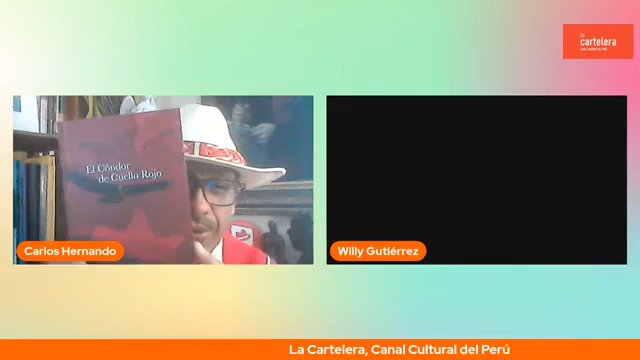 la
cartelera
El Cóndor
de Cuello Rojo
Carlos Hernando
Willy Gutiérrez
La Cartelera, Canal Cultural del Perú